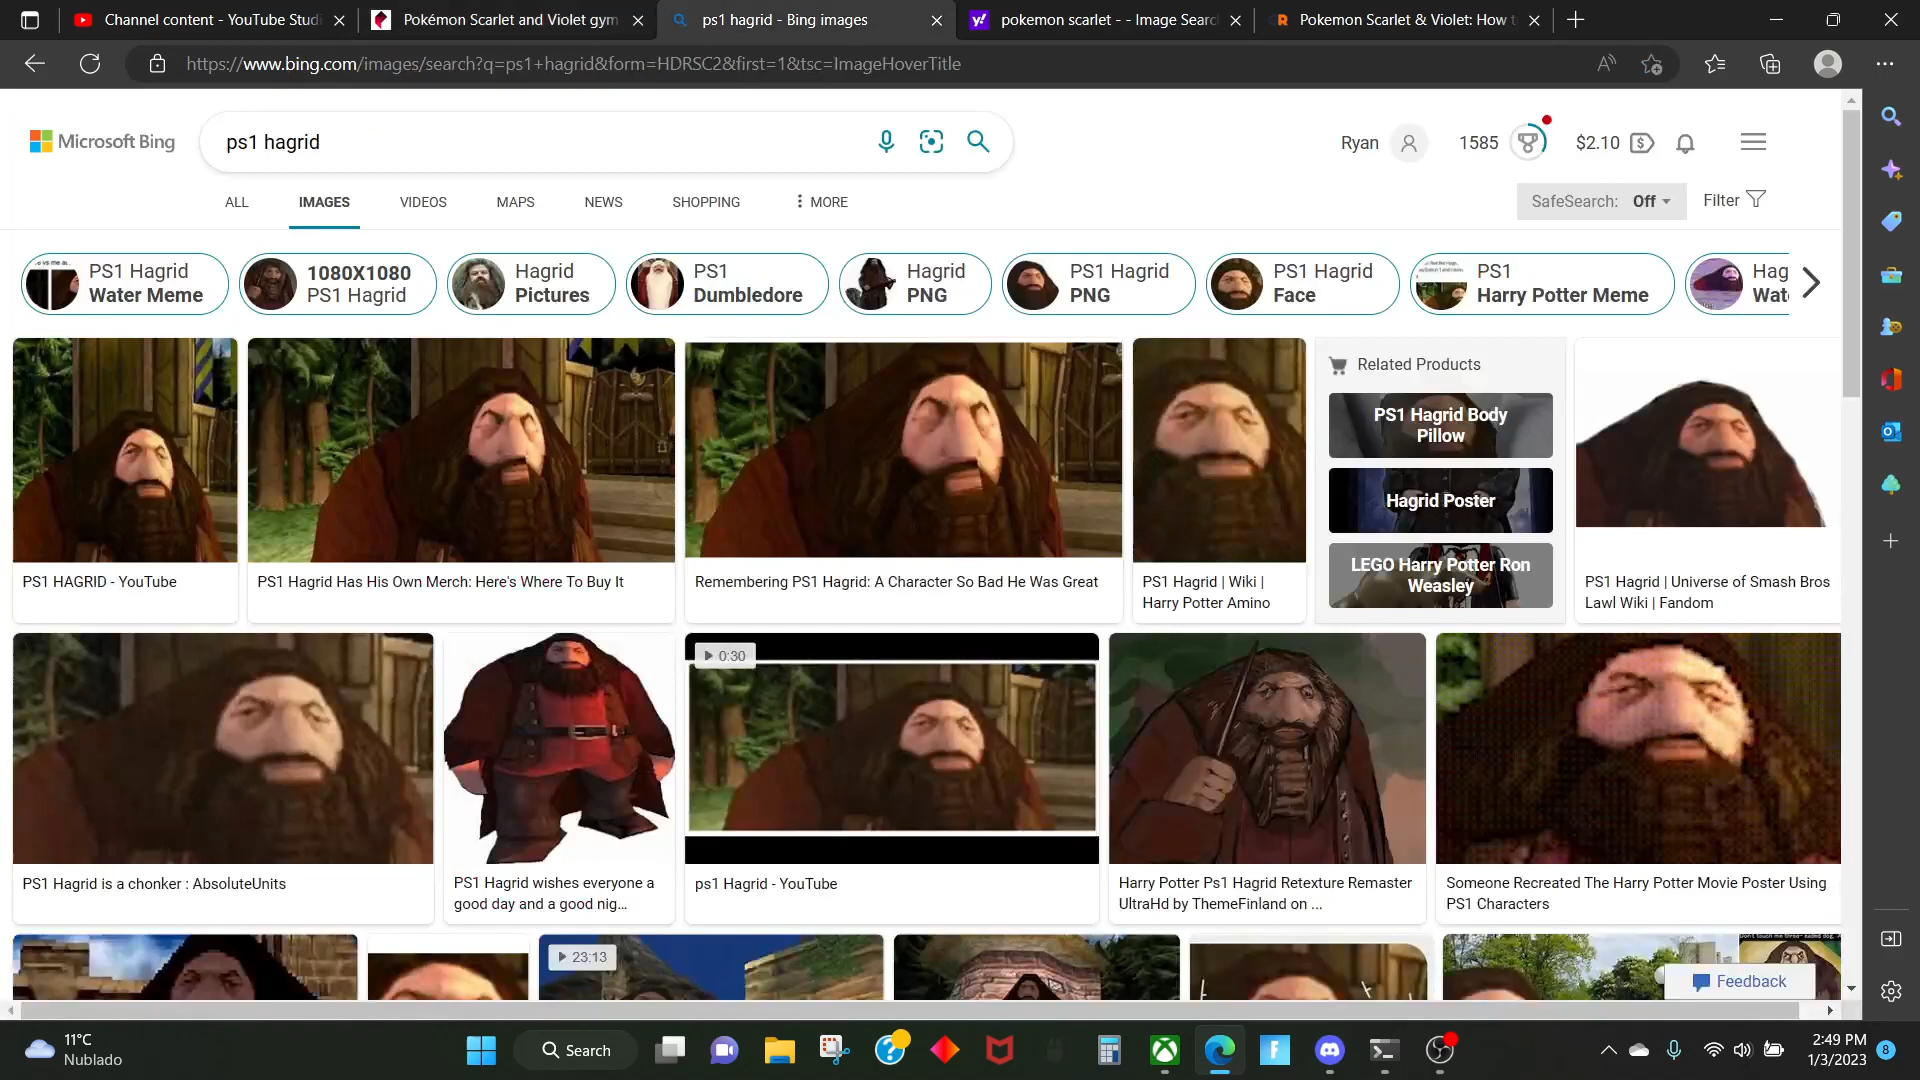 Channel content - YouTube Studi
Pokémon Scarlet and Violet gym
ps1 hagrid - Bing images
pokemon scarlet - - Image Searc
Pokemon Scarlet & Violet: How t
https://www.bing.com/images/search?q=ps1+hagrid&form=HDRSC2&first=1&tsc=ImageHoverTitle
Microsoft Bing
ps1 hagrid
Ryan
1585
$2.10
ALL
IMAGES
VIDEOS
MAPS
NEWS
SHOPPING
MORE
SafeSearch: Off
Filter
PS1 Hagrid
Water Meme
1080X1080
PS1 Hagrid
Hagrid
Pictures
PS1
Dumbledore
Hagrid
PNG
PS1 Hagrid
PNG
PS1 Hagrid
Face
PS1
Harry Potter Meme
Hag
Wat
PS1 HAGRID - YouTube
PS1 Hagrid Has His Own Merch: Here's Where To Buy It
Remembering PS1 Hagrid: A Character So Bad He Was Great
PS1 Hagrid | Wiki |
Harry Potter Amino
Related Products
PS1 Hagrid Body
Pillow
Hagrid Poster
LEGO Harry Potter Ron
Weasley
PS1 Hagrid | Universe of Smash Bros
Lawl Wiki | Fandom
PS1 Hagrid is a chonker : AbsoluteUnits
PS1 Hagrid wishes everyone a
good day and a good nig...
0:30
ps1 Hagrid - YouTube
Harry Potter Ps1 Hagrid Retexture Remaster
UltraHd by ThemeFinland on ...
Someone Recreated The Harry Potter Movie Poster Using
PS1 Characters
23:13
Feedback
11°C
Nublado
Search
2:49 PM
1/3/2023
8